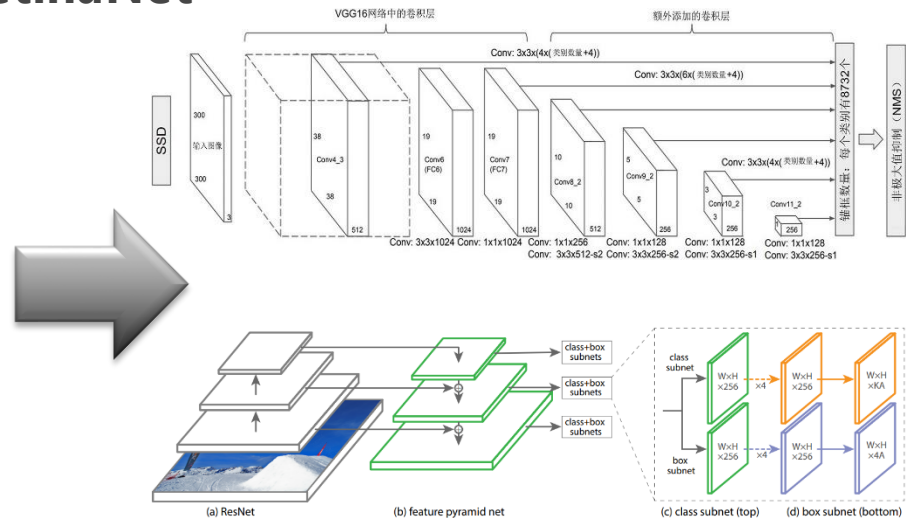 etinaNet
VGG16网络中的卷积层
额外添加的卷积层
Conv: 3x3x(4x(类别数量+4))
Conv: 3x3x(6x(类别数量+4))
Conv: 3x3x(4x(类别数量+4))
SSD
300
输入图像
300
3
38
Conv4_3
38
512
19
Conv6
(FC6)
19
1024
19
Conv7
(FC7)
19
1024
10
Conv8_2
10
512
5
Conv9_2
5
256
3
Conv10_2
3
256
Conv11_2
1
256
Conv: 3x3x1024
Conv: 1x1x1024
Conv: 1x1x256
Conv: 3x3x512-s2
Conv: 1x1x128
Conv: 3x3x256-s2
Conv: 1x1x128
Conv: 3x3x256-s1
Conv: 1x1x128
Conv: 3x3x256-s1
锚框数量：每个类别有8732个
非极大值抑制（NMS）
class+box
subnets
class+box
subnets
class+box
subnets
class
subnet
W×H
×256
×4
W×H
×256
W×H
×KA
box
subnet
W×H
×256
×4
W×H
×256
W×H
×4A
(a) ResNet
(b) feature pyramid net
(c) class subnet (top)
(d) box subnet (bottom)